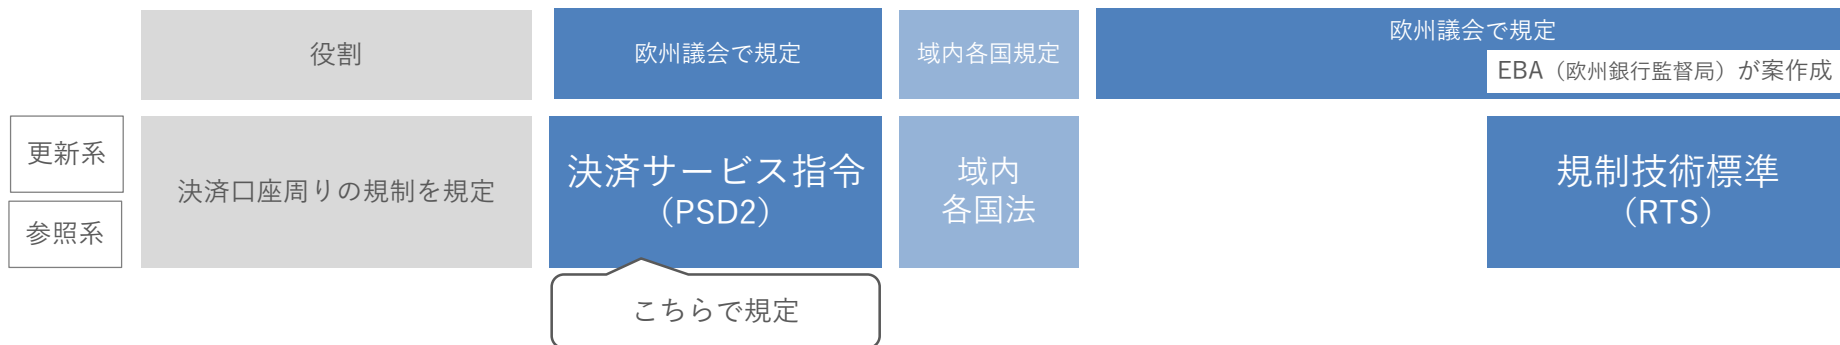 役割
欧州議会で規定
域内各国規定
欧州議会で規定
EBA（欧州銀行監督局）が案作成
更新系
参照系
決済口座周りの規制を規定
決済サービス指令
（PSD2）
域内
各国法
規制技術標準
（RTS）
こちらで規定